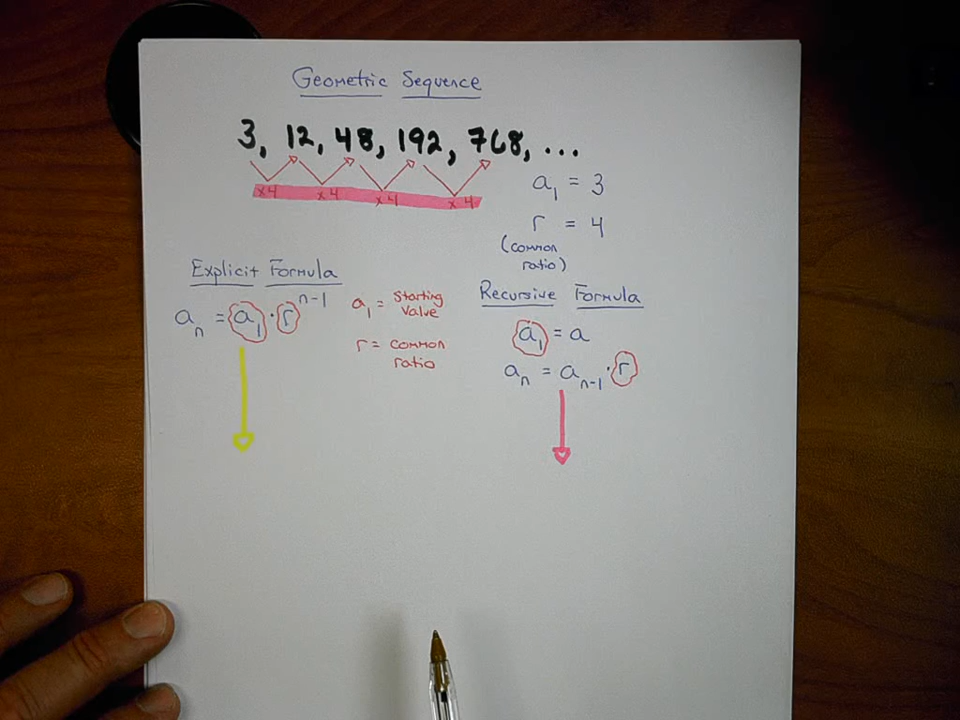 Geometric Sequence
3, 12, 48, 192, 768, ...
x4 x4 x4 x4
a₁ = 3
r = 4
(common
ratio)
Explicit Formula
aₙ = a₁ · rⁿ⁻¹
a₁ = Starting
Value
r = common
ratio
Recursive Formula
a₁ = a
aₙ = aₙ₋₁ · r